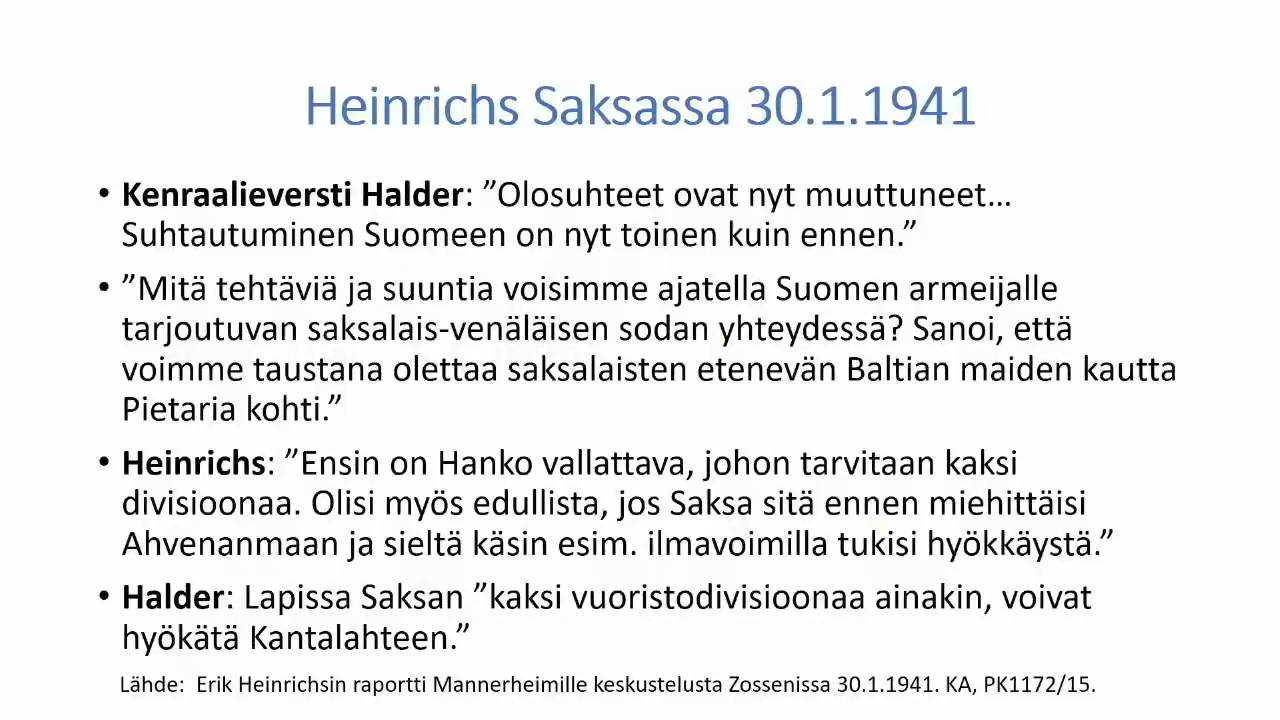 Heinrichs Saksassa 30.1.1941
• Kenraalieversti Halder: ”Olosuhteet ovat nyt muuttuneet…
Suhtautuminen Suomeen on nyt toinen kuin ennen.”
• ”Mitä tehtäviä ja suuntia voisimme ajatella Suomen armeijalle
tarjoutuvan saksalais-venäläisen sodan yhteydessä? Sanoi, että
voimme taustana olettaa saksalaisten etenevän Baltian maiden kautta
Pietaria kohti.”
• Heinrichs: ”Ensin on Hanko vallattava, johon tarvitaan kaksi
divisioonaa. Olisi myös edullista, jos Saksa sitä ennen miehittäisi
Ahvenanmaan ja sieltä käsin esim. ilmavoimilla tukisi hyökkäystä.”
• Halder: Lapissa Saksan ”kaksi vuoristodivisioonaa ainakin, voivat
hyökätä Kantalahteen.”
Lähde: Erik Heinrichsin raportti Mannerheimille keskustelusta Zossenissa 30.1.1941. KA, PK1172/15.